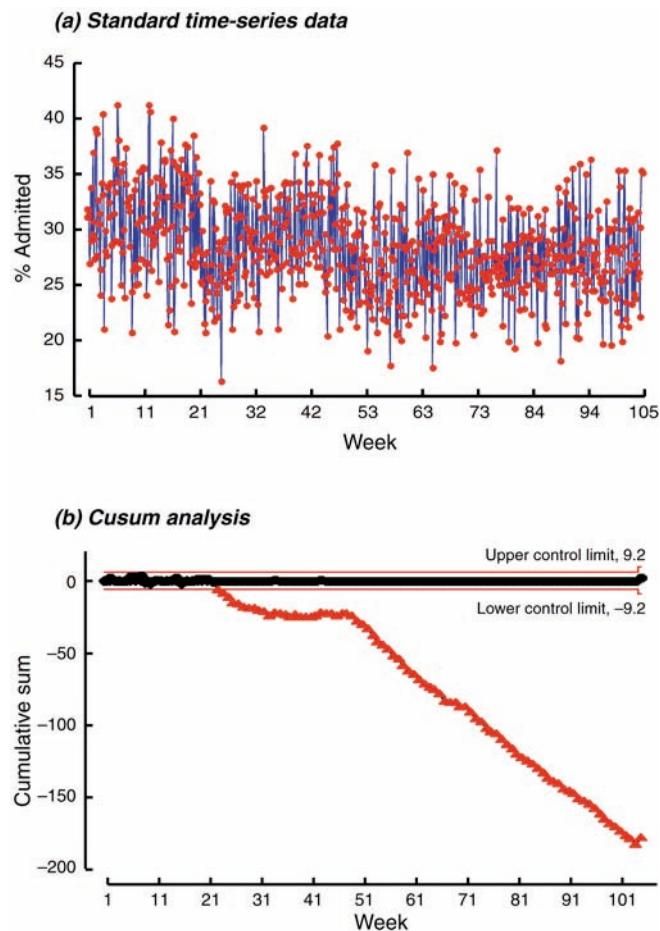 (a) Standard time-series data
45
40
35
30
25
20
15
% Admitted
1 11 21 32 42 53 63 73 84 94 105
Week
(b) Cusum analysis
Upper control limit, 9.2
Lower control limit, –9.2
0
–50
–100
–150
–200
Cumulative sum
1 11 21 31 41 51 61 71 81 91 101
Week